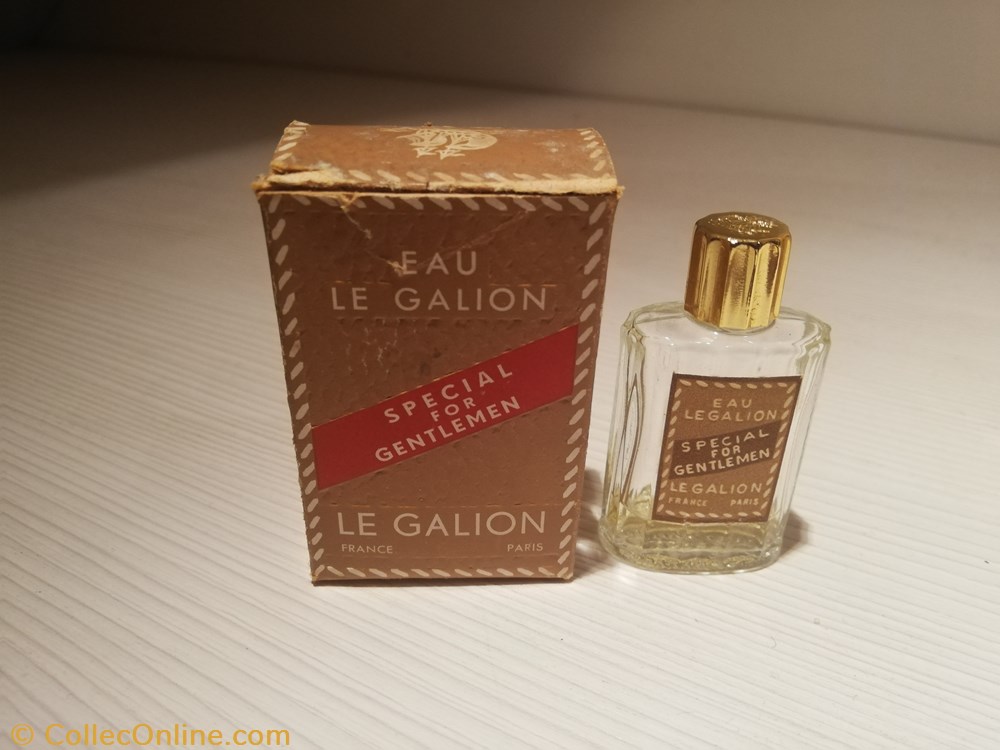 EAU
LE GALION
SPECIAL
FOR
GENTLEMEN
LE GALION
FRANCE PARIS
EAU
LE GALION
SPECIAL
FOR
GENTLEMEN
LE GALION
FRANCE PARIS
© CollecOnline.com